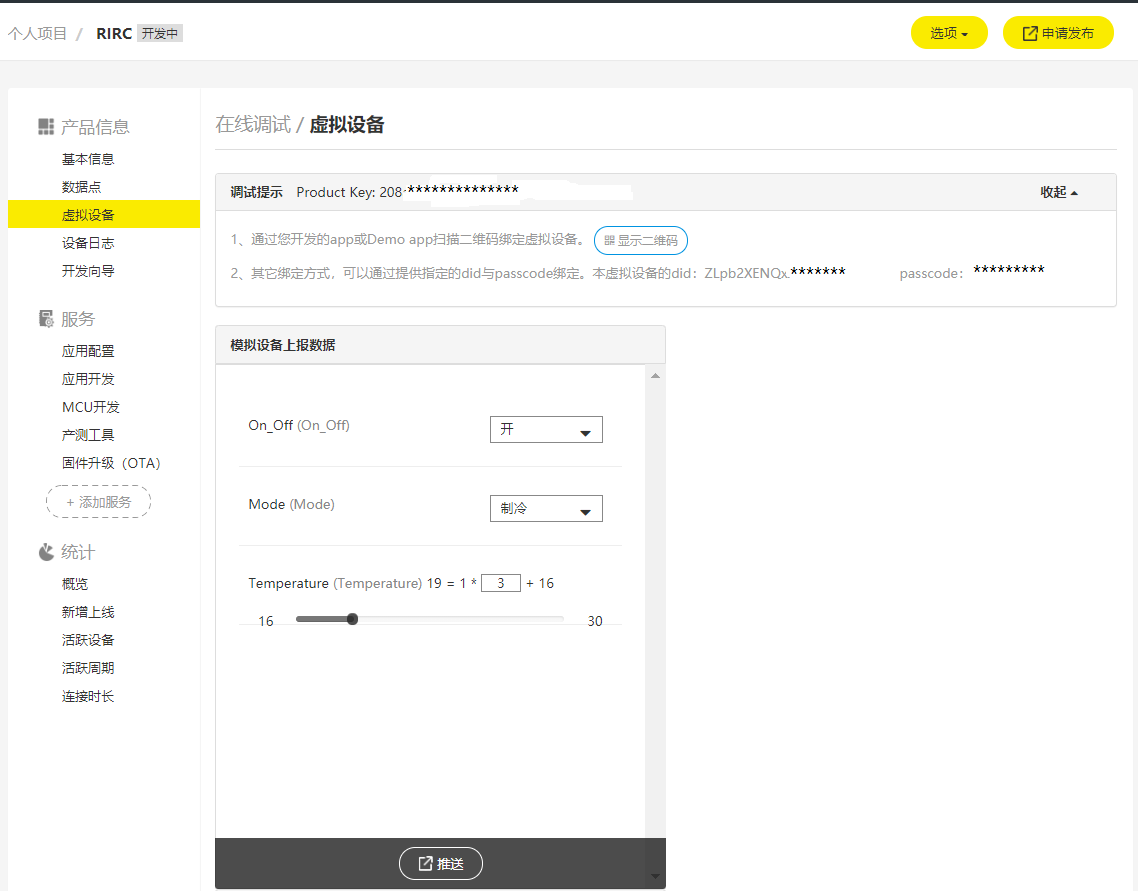 个人项目 / RIRC 开发中
选项
申请发布
产品信息
基本信息
数据点
虚拟设备
设备日志
开发向导
服务
应用配置
应用开发
MCU开发
产测工具
固件升级（OTA）
+ 添加服务
统计
概览
新增上线
活跃设备
活跃周期
连接时长
在线调试 / 虚拟设备
调试提示 Product Key: 208**************
收起
1、通过您开发的app或Demo app扫描二维码绑定虚拟设备。 显示二维码
2、其它绑定方式，可以通过提供指定的did与passcode绑定。本虚拟设备的did：ZLpb2XENQx******* passcode： *********
模拟设备上报数据
On_Off (On_Off) 开
Mode (Mode) 制冷
Temperature (Temperature) 19 = 1 * 3 + 16
16 30
推送